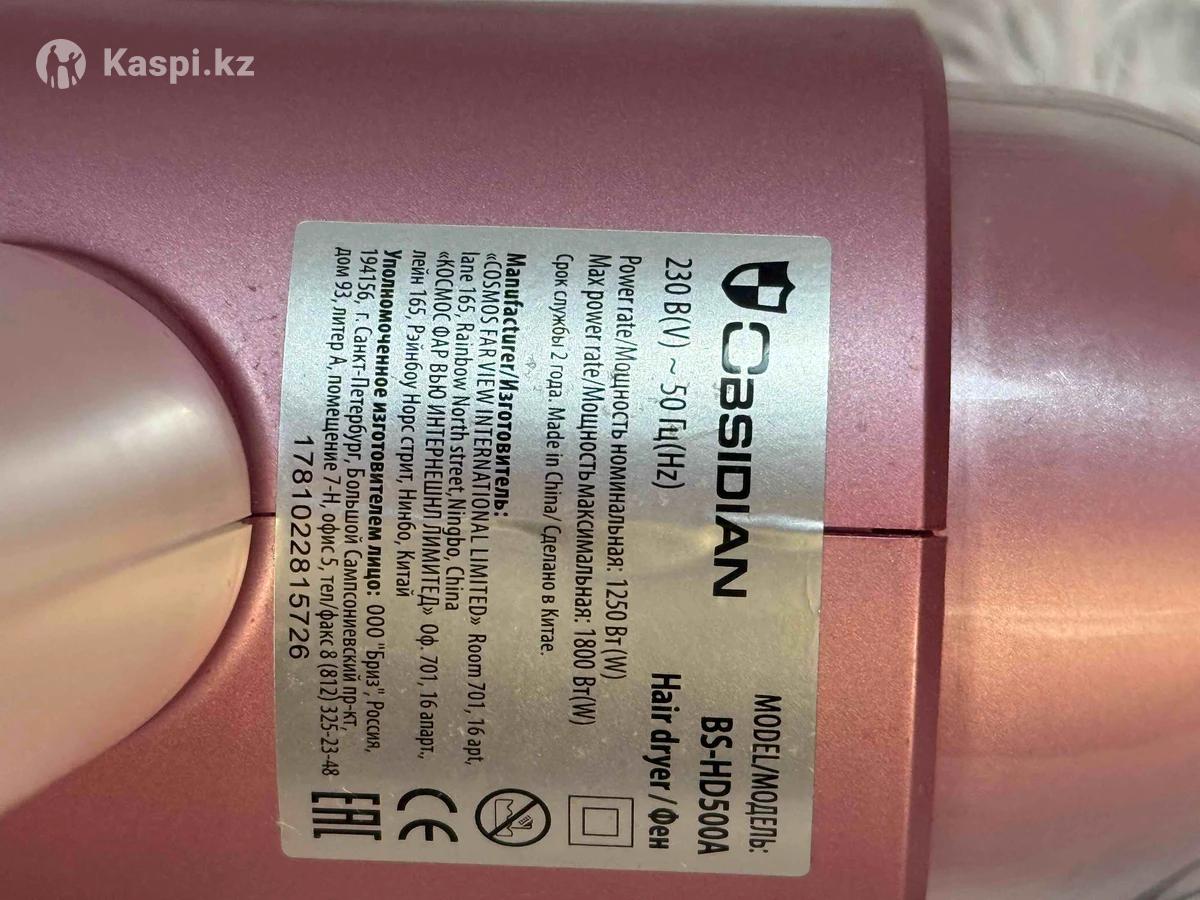 Kaspi.kz
OBSIDIAN
MODEL/МОДЕЛЬ:
BS-HD500A
230 В(V) ~ 50 Гц(Hz)
Hair dryer / Фен
Power rate/Мощность номинальная: 1250 Вт (W)
Max power rate/Мощность максимальная: 1800 Вт(W)
Срок службы 2 года. Made in China/ Сделано в Китае.
Manufacturer/Изготовитель:
«COSMOS FAR VIEW INTERNATIONAL LIMITED» Room 701, 16 apt,
lane 165, Rainbow North street,Ningbo, China
«КОСМОС ФАР ВЬЮ ИНТЕРНЕШНЛ ЛИМИТЕД» Оф. 701, 16 апарт.,
лейн 165, Рэйнбоу Норс стрит, Нинбо, Китай
Уполномоченное изготовителем лицо: ООО "Бриз", Россия,
194156, г. Санкт-Петербург, Большой Сампсониевский пр-кт,
дом 93, литер А, помещение 7-Н, офис 5, тел/факс 8 (812) 325-23-48
1781022815726
CE
EAC